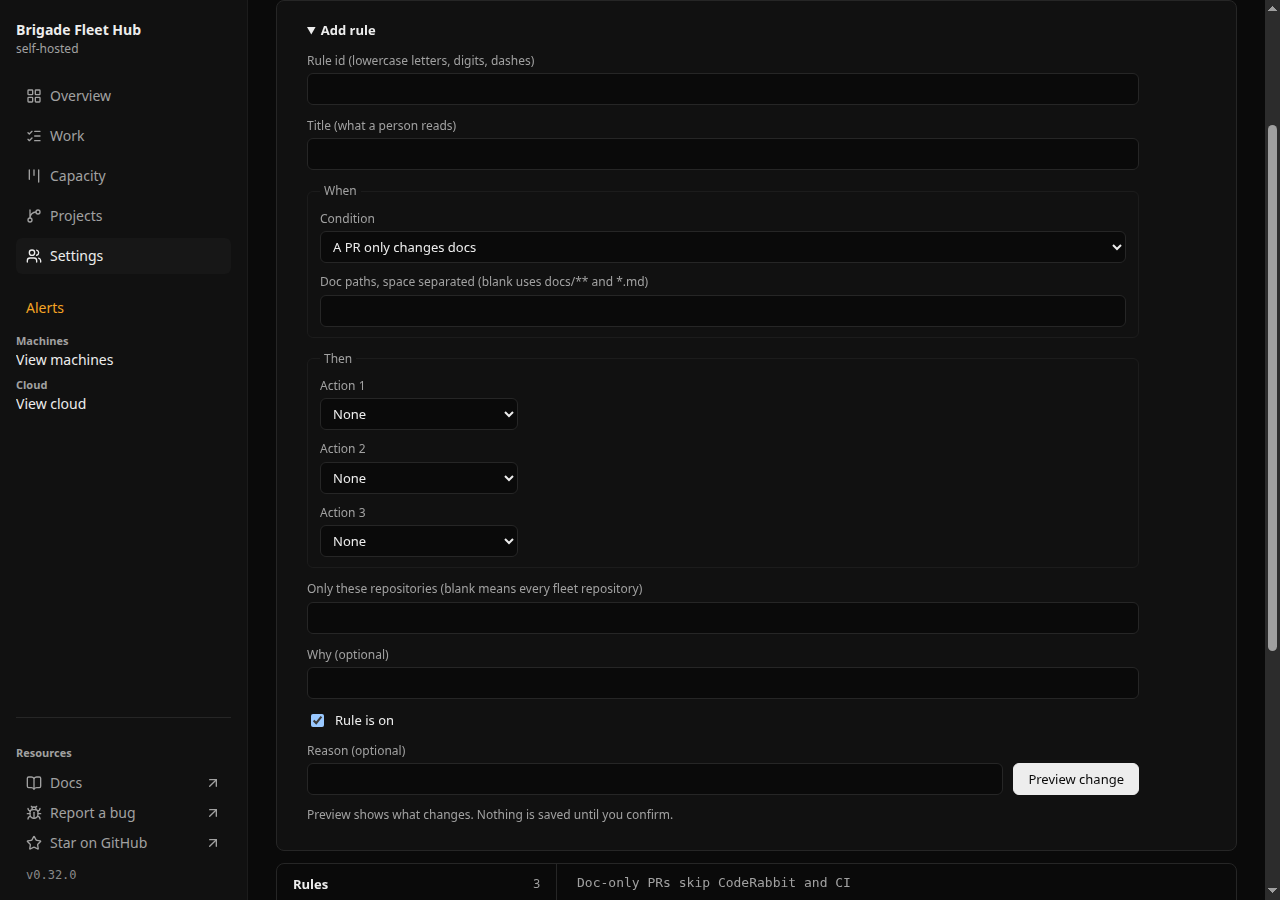 Brigade Fleet Hub
self-hosted
Overview
Work
Capacity
Projects
Settings
Alerts
Machines
View machines
Cloud
View cloud
Resources
Docs
Report a bug
Star on GitHub
v0.32.0
▼ Add rule
Rule id (lowercase letters, digits, dashes)
Title (what a person reads)
When
Condition
A PR only changes docs
Doc paths, space separated (blank uses docs/** and *.md)
Then
Action 1
None
Action 2
None
Action 3
None
Only these repositories (blank means every fleet repository)
Why (optional)
Rule is on
Reason (optional)
Preview change
Preview shows what changes. Nothing is saved until you confirm.
Rules 3
Doc-only PRs skip CodeRabbit and CI